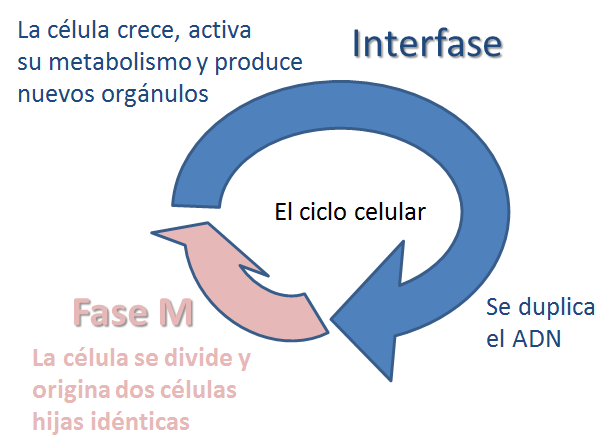 La célula crece, activa
su metabolismo y produce
nuevos orgánulos
Interfase
El ciclo celular
Se duplica
el ADN
Fase M
La célula se divide y
origina dos células
hijas idénticas